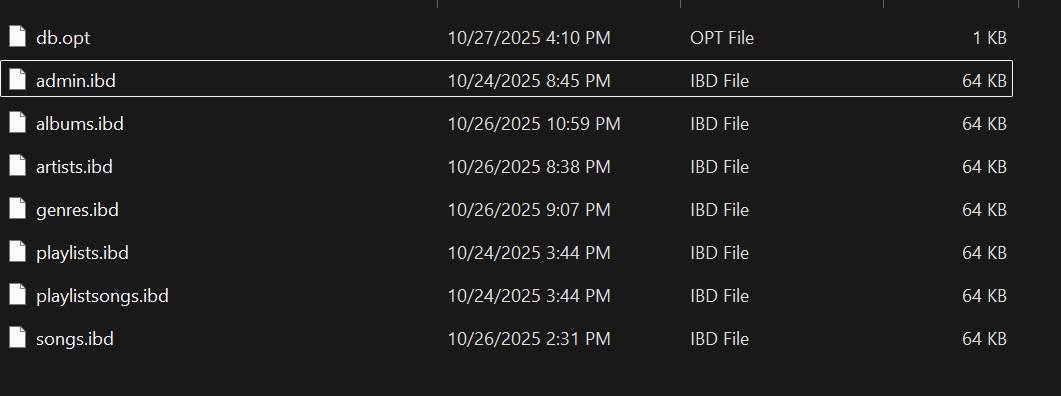 db.opt 10/27/2025 4:10 PM OPT File 1 KB
admin.ibd 10/24/2025 8:45 PM IBD File 64 KB
albums.ibd 10/26/2025 10:59 PM IBD File 64 KB
artists.ibd 10/26/2025 8:38 PM IBD File 64 KB
genres.ibd 10/26/2025 9:07 PM IBD File 64 KB
playlists.ibd 10/24/2025 3:44 PM IBD File 64 KB
playlistsongs.ibd 10/24/2025 3:44 PM IBD File 64 KB
songs.ibd 10/26/2025 2:31 PM IBD File 64 KB